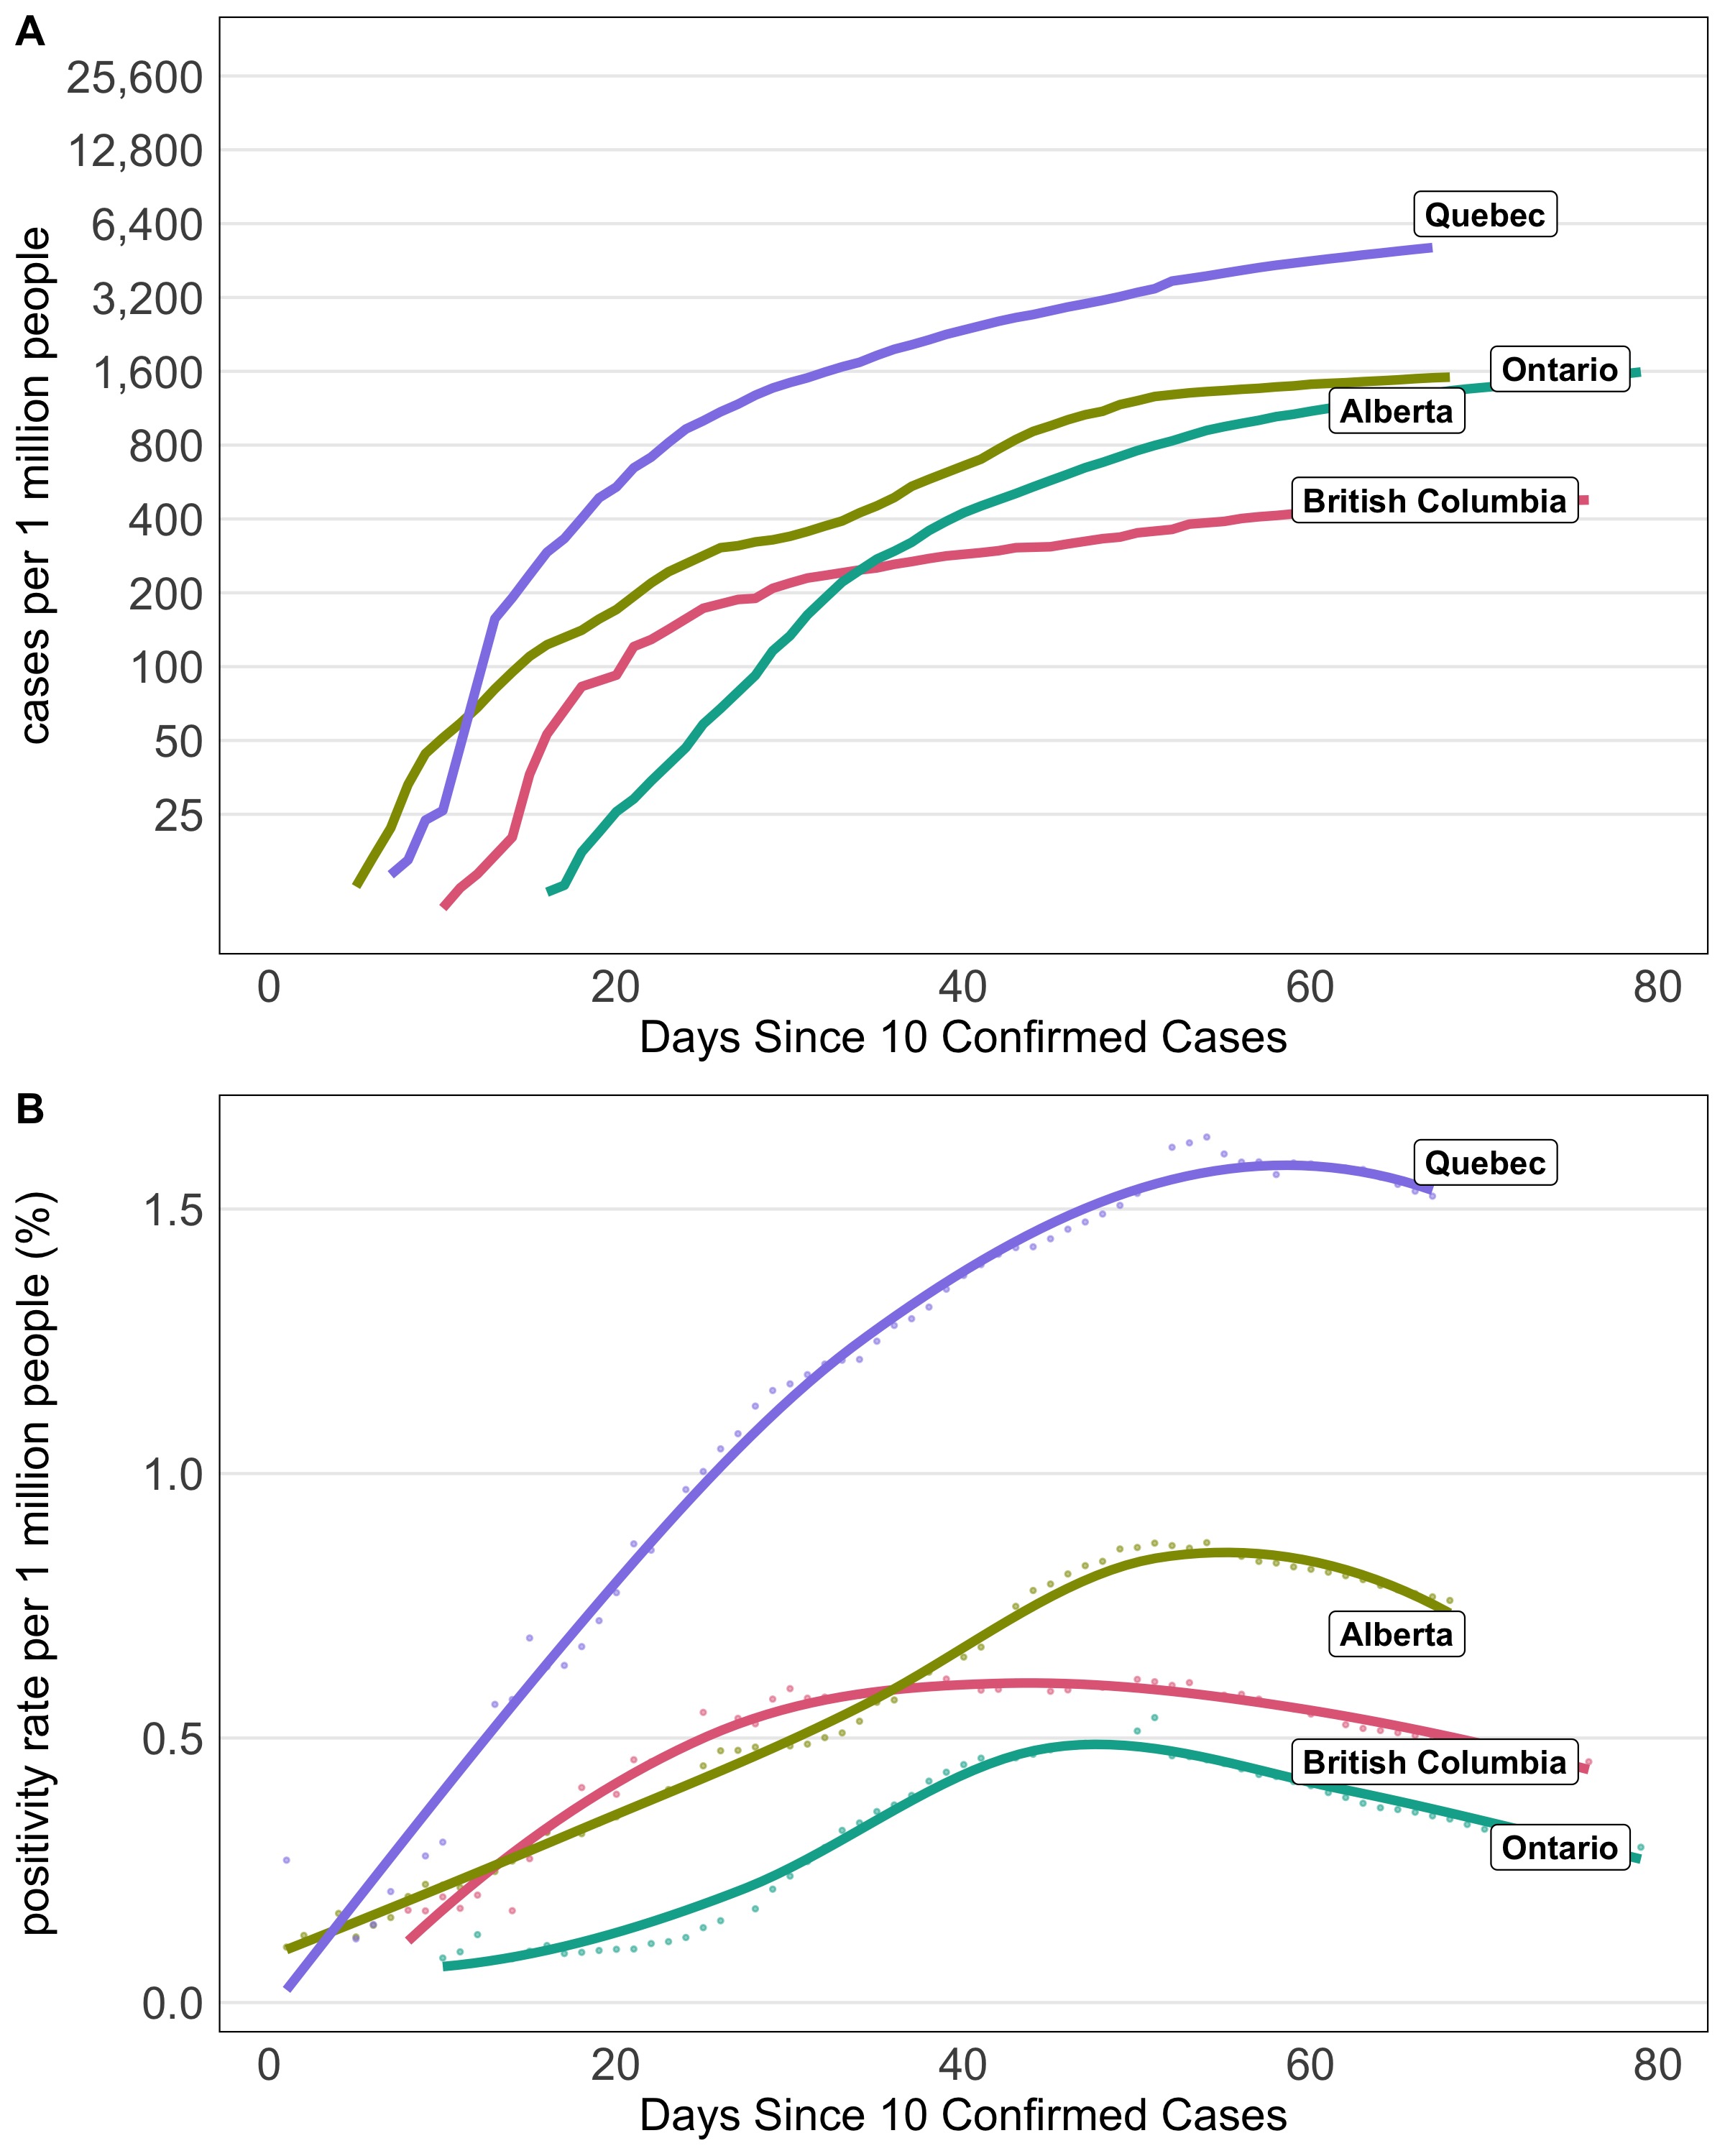 A
25,600
12,800
6,400
3,200
1,600
800
400
200
100
50
25
cases per 1 million people
Quebec
Ontario
Alberta
British Columbia
0 20 40 60 80
Days Since 10 Confirmed Cases
B
1.5
1.0
0.5
0.0
positivity rate per 1 million people (%)
Quebec
Alberta
British Columbia
Ontario
0 20 40 60 80
Days Since 10 Confirmed Cases